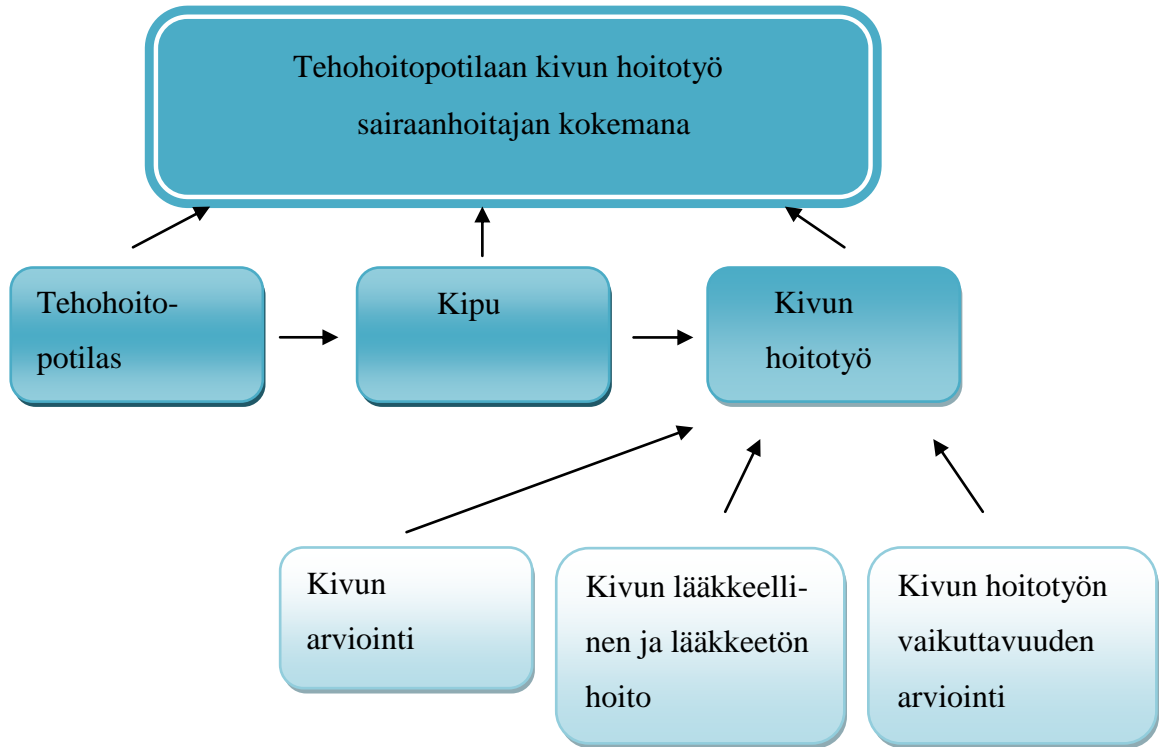 Tehohoitopotilaan kivun hoitotyö
sairaanhoitajan kokemana
Tehohoito-
potilas
Kipu
Kivun
hoitotyö
Kivun
arviointi
Kivun lääkkeelli-
nen ja lääkkeetön
hoito
Kivun hoitotyön
vaikuttavuuden
arviointi